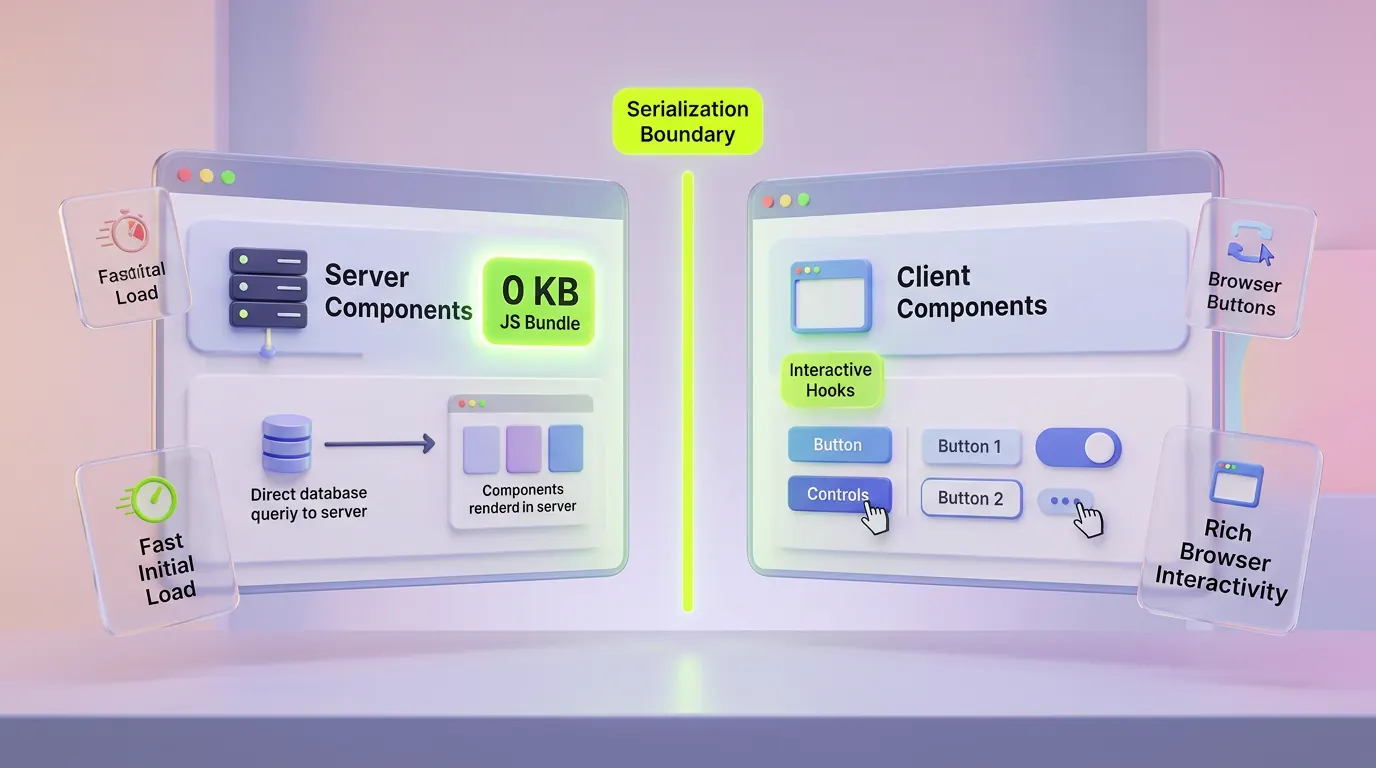 Serialization
Boundary
Server
Components
0 KB
JS Bundle
Load
Direct database
queriy to server
Components
renderd in server
Fast
Initial
Load
Client
Components
Interactive
Hooks
Button
Controls
Button 1
Button 2
Browser
Buttons
Rich
Browser
Interactivity